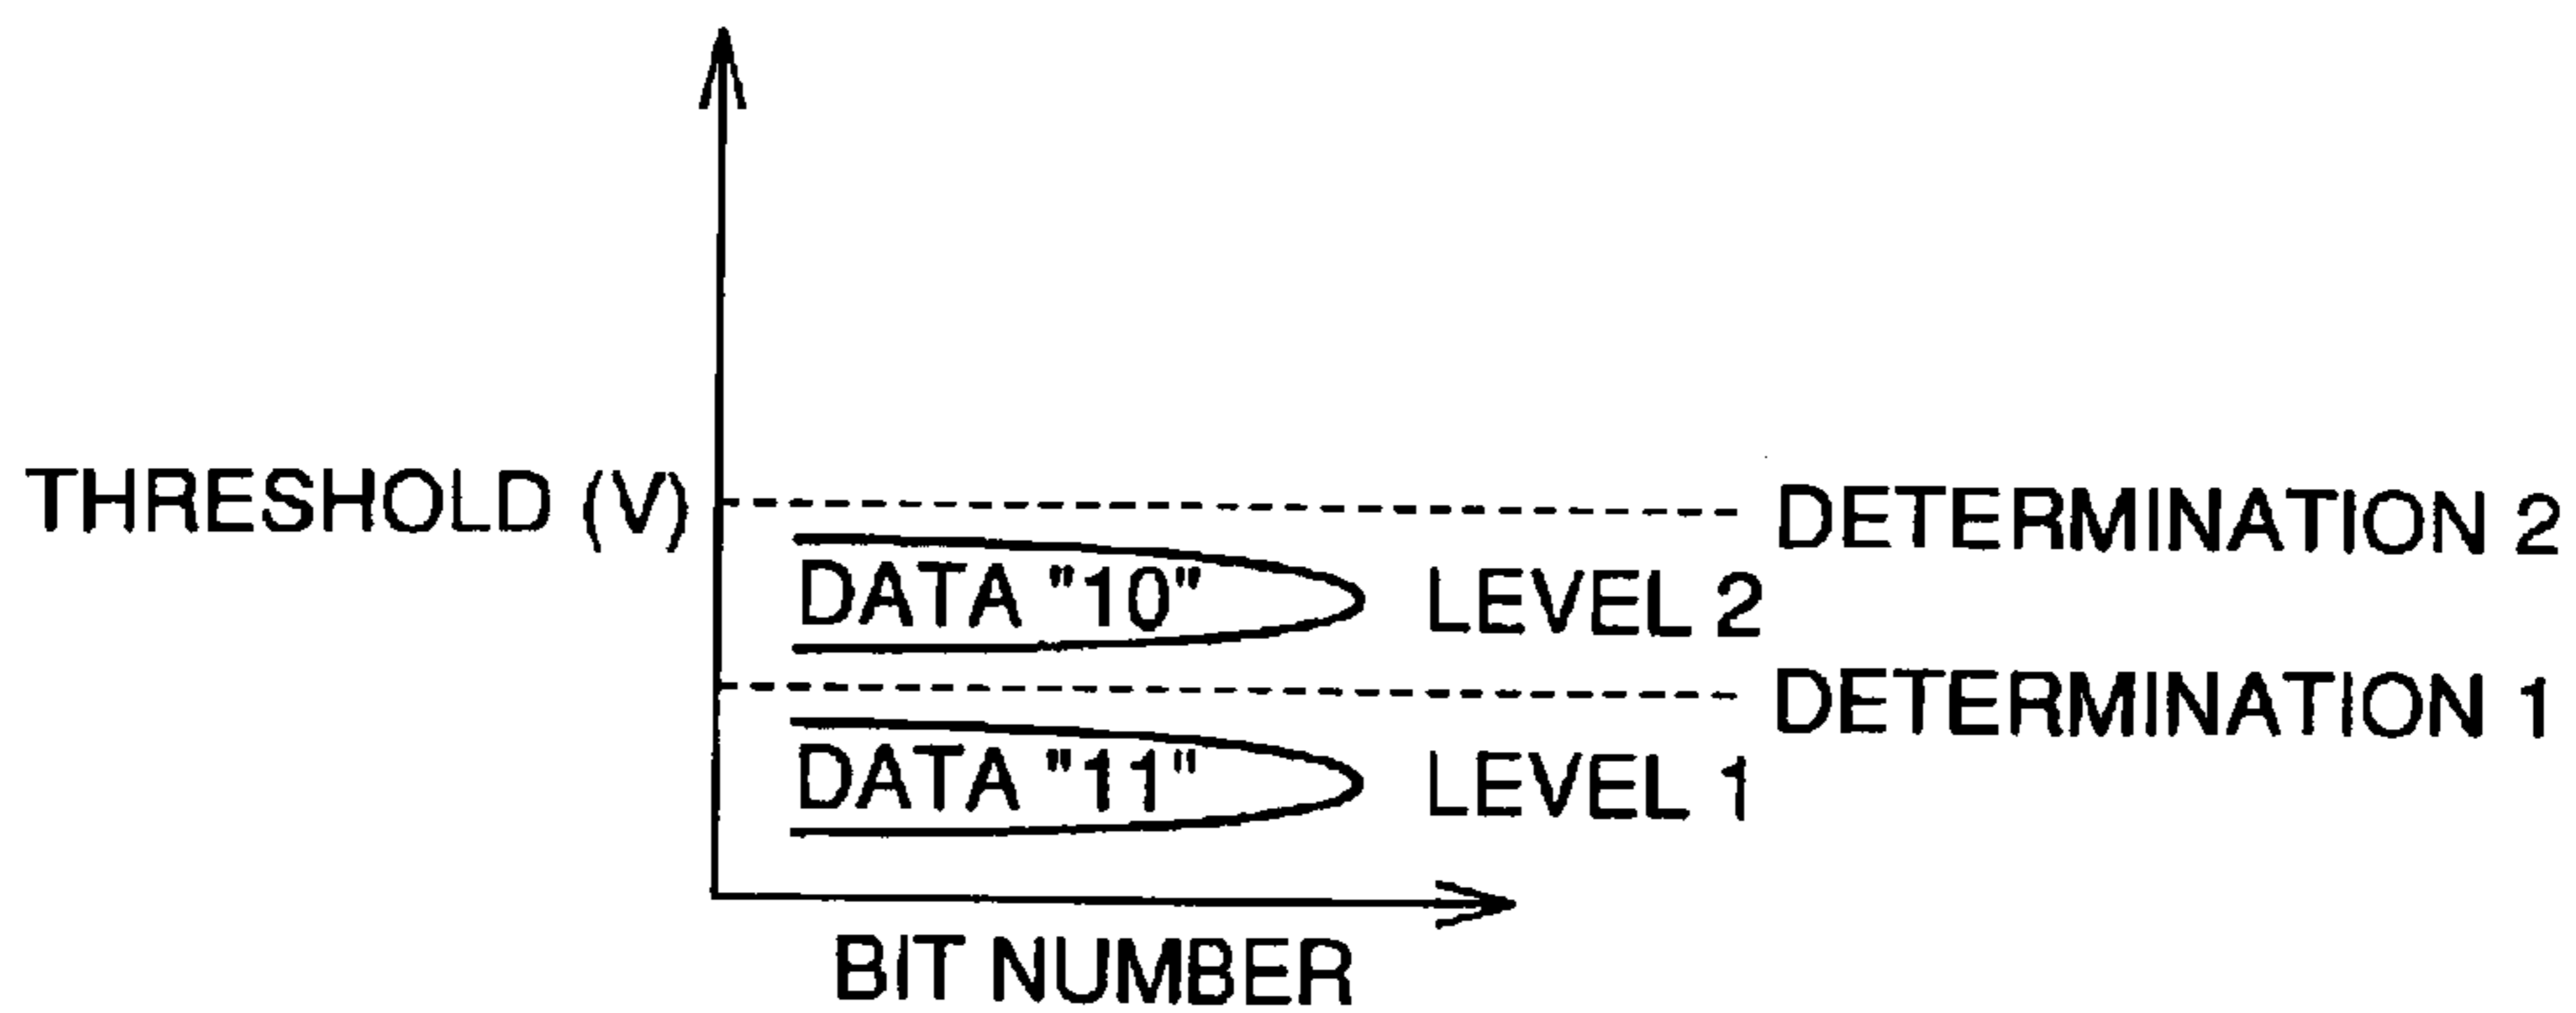 THRESHOLD (V)
DETERMINATION 2
DATA "10" LEVEL 2
DETERMINATION 1
DATA "11" LEVEL 1
BIT NUMBER